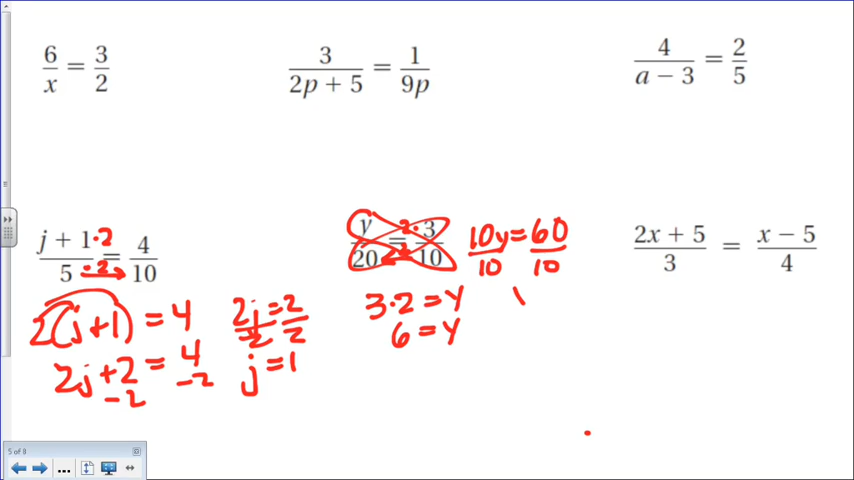 6/x = 3/2
3/(2p + 5) = 1/9p
4/(a − 3) = 2/5
(j + 1 · 2)/5 = 4/10
· 2
2(j+1) = 4
2j + 2 = 4
−2 −2
2j = 2
2 2
j = 1
y/20 = 3/10
2 ·
· 2
3 · 2 = y
6 = y
10y = 60
10 10
(2x + 5)/3 = (x − 5)/4
5 of 8
...